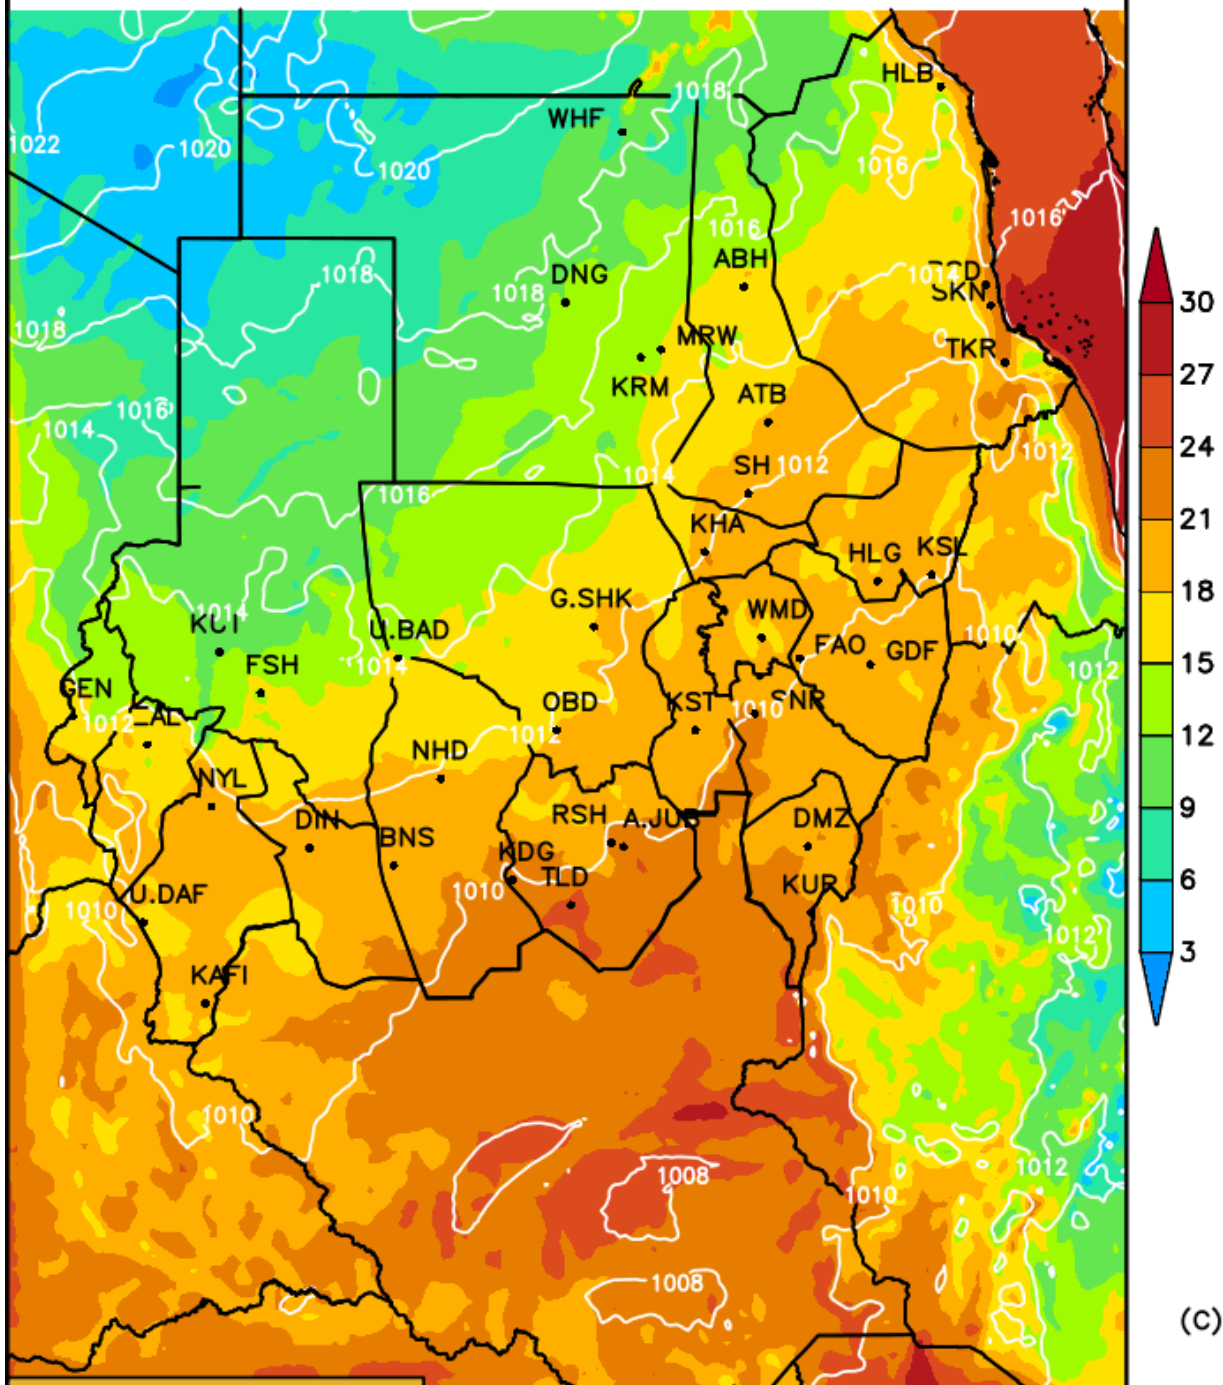 HLB
1018
WHF
1022
1020
1020
1016
1016
1016
ABH
DNG
1018
1014
1018
SKN
1018
MRW
TKR
KRM
ATB
1016
1014
1012
SH
1012
1014
1016
KHA
HLG
KSL
G.SHK
WMD
1014
U.BAD
1010
FAO
GDF
FSH
1014
1012
GEN
OBD
KST
SNR
1010
1012
1012
NHD
NYL
RSH
A.JUB
DMZ
DIN
BNS
KDG
TLD
KUR
U.DAF
1010
1010
1010
1012
KAFI
1010
1012
1008
1010
1008
30
27
24
21
18
15
12
9
6
3
(C)